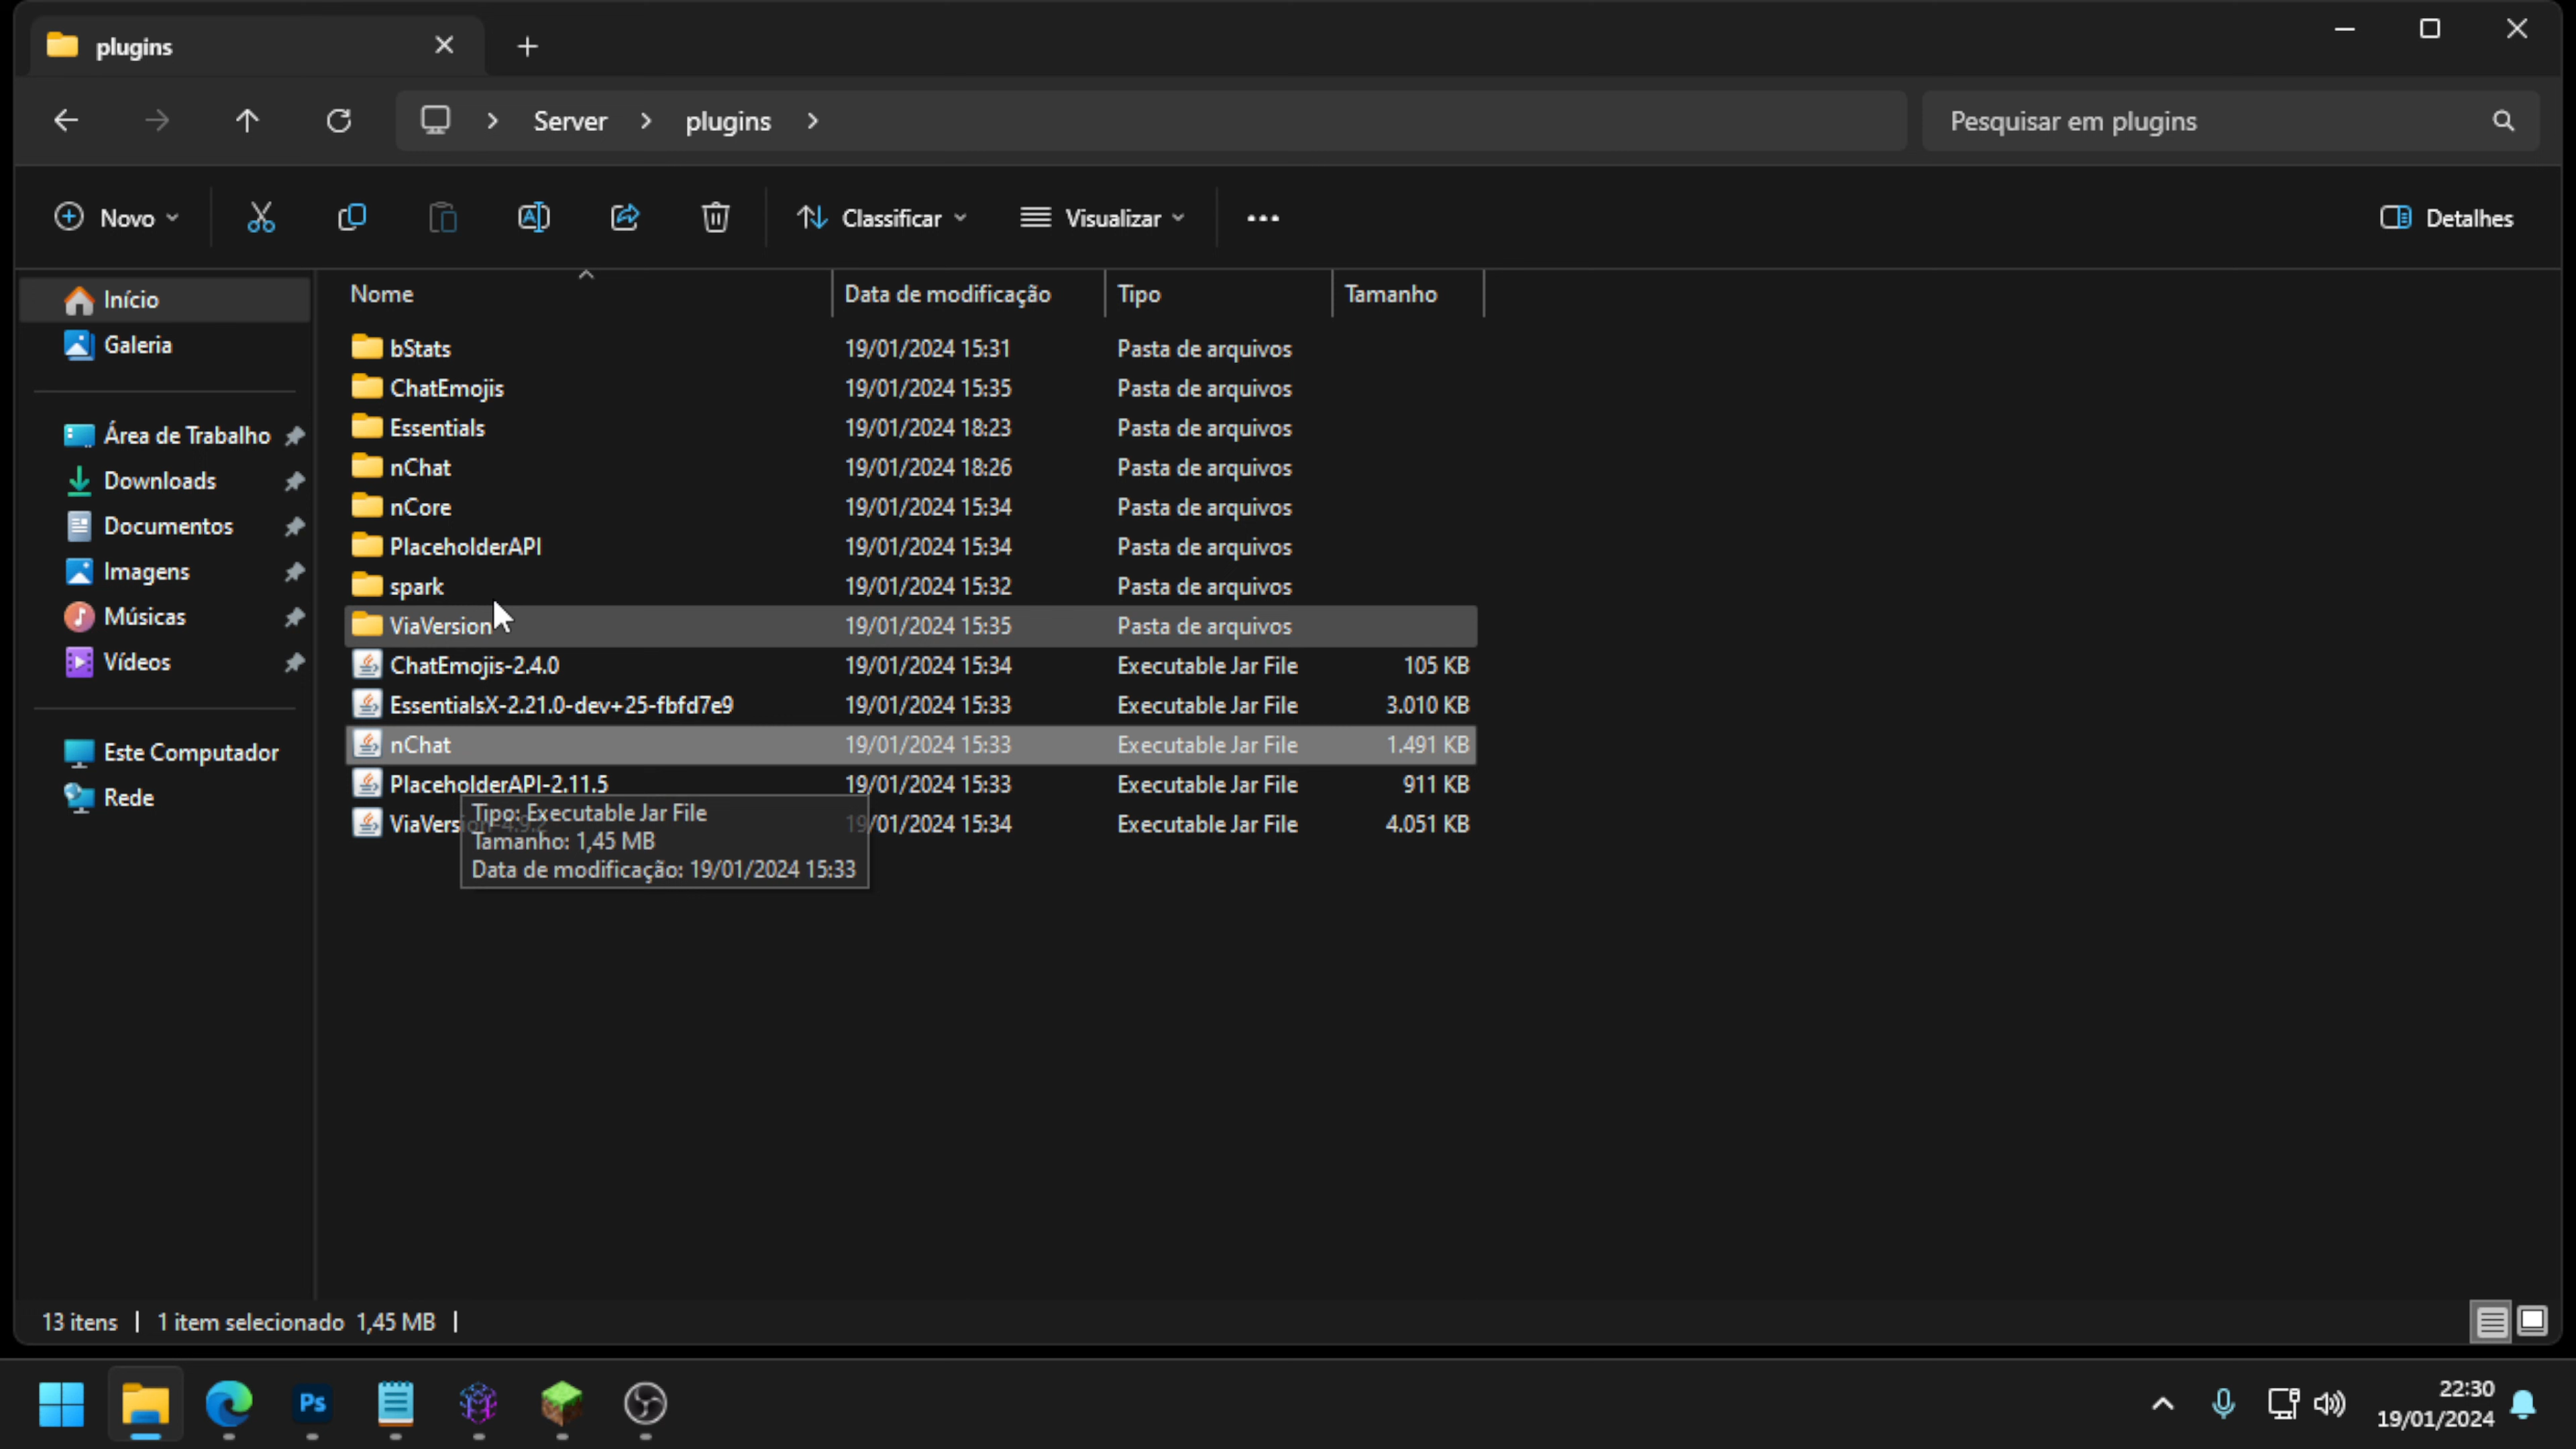 plugins
Server > plugins >
Pesquisar em plugins
Novo
Classificar
Visualizar
Detalhes
Início
Galeria
Área de Trabalho
Downloads
Documentos
Imagens
Músicas
Vídeos
Este Computador
Rede
Nome Data de modificação Tipo Tamanho
bStats 19/01/2024 15:31 Pasta de arquivos
ChatEmojis 19/01/2024 15:35 Pasta de arquivos
Essentials 19/01/2024 18:23 Pasta de arquivos
nChat 19/01/2024 18:26 Pasta de arquivos
nCore 19/01/2024 15:34 Pasta de arquivos
PlaceholderAPI 19/01/2024 15:34 Pasta de arquivos
spark 19/01/2024 15:32 Pasta de arquivos
ViaVersion 19/01/2024 15:35 Pasta de arquivos
ChatEmojis-2.4.0 19/01/2024 15:34 Executable Jar File 105 KB
EssentialsX-2.21.0-dev+25-fbfd7e9 19/01/2024 15:33 Executable Jar File 3.010 KB
nChat 19/01/2024 15:33 Executable Jar File 1.491 KB
PlaceholderAPI-2.11.5 19/01/2024 15:33 Executable Jar File 911 KB
ViaVersion-4.9.2 19/01/2024 15:34 Executable Jar File 4.051 KB
Tipo: Executable Jar File
Tamanho: 1,45 MB
Data de modificação: 19/01/2024 15:33
13 itens | 1 item selecionado 1,45 MB |
Ps
22:30
19/01/2024